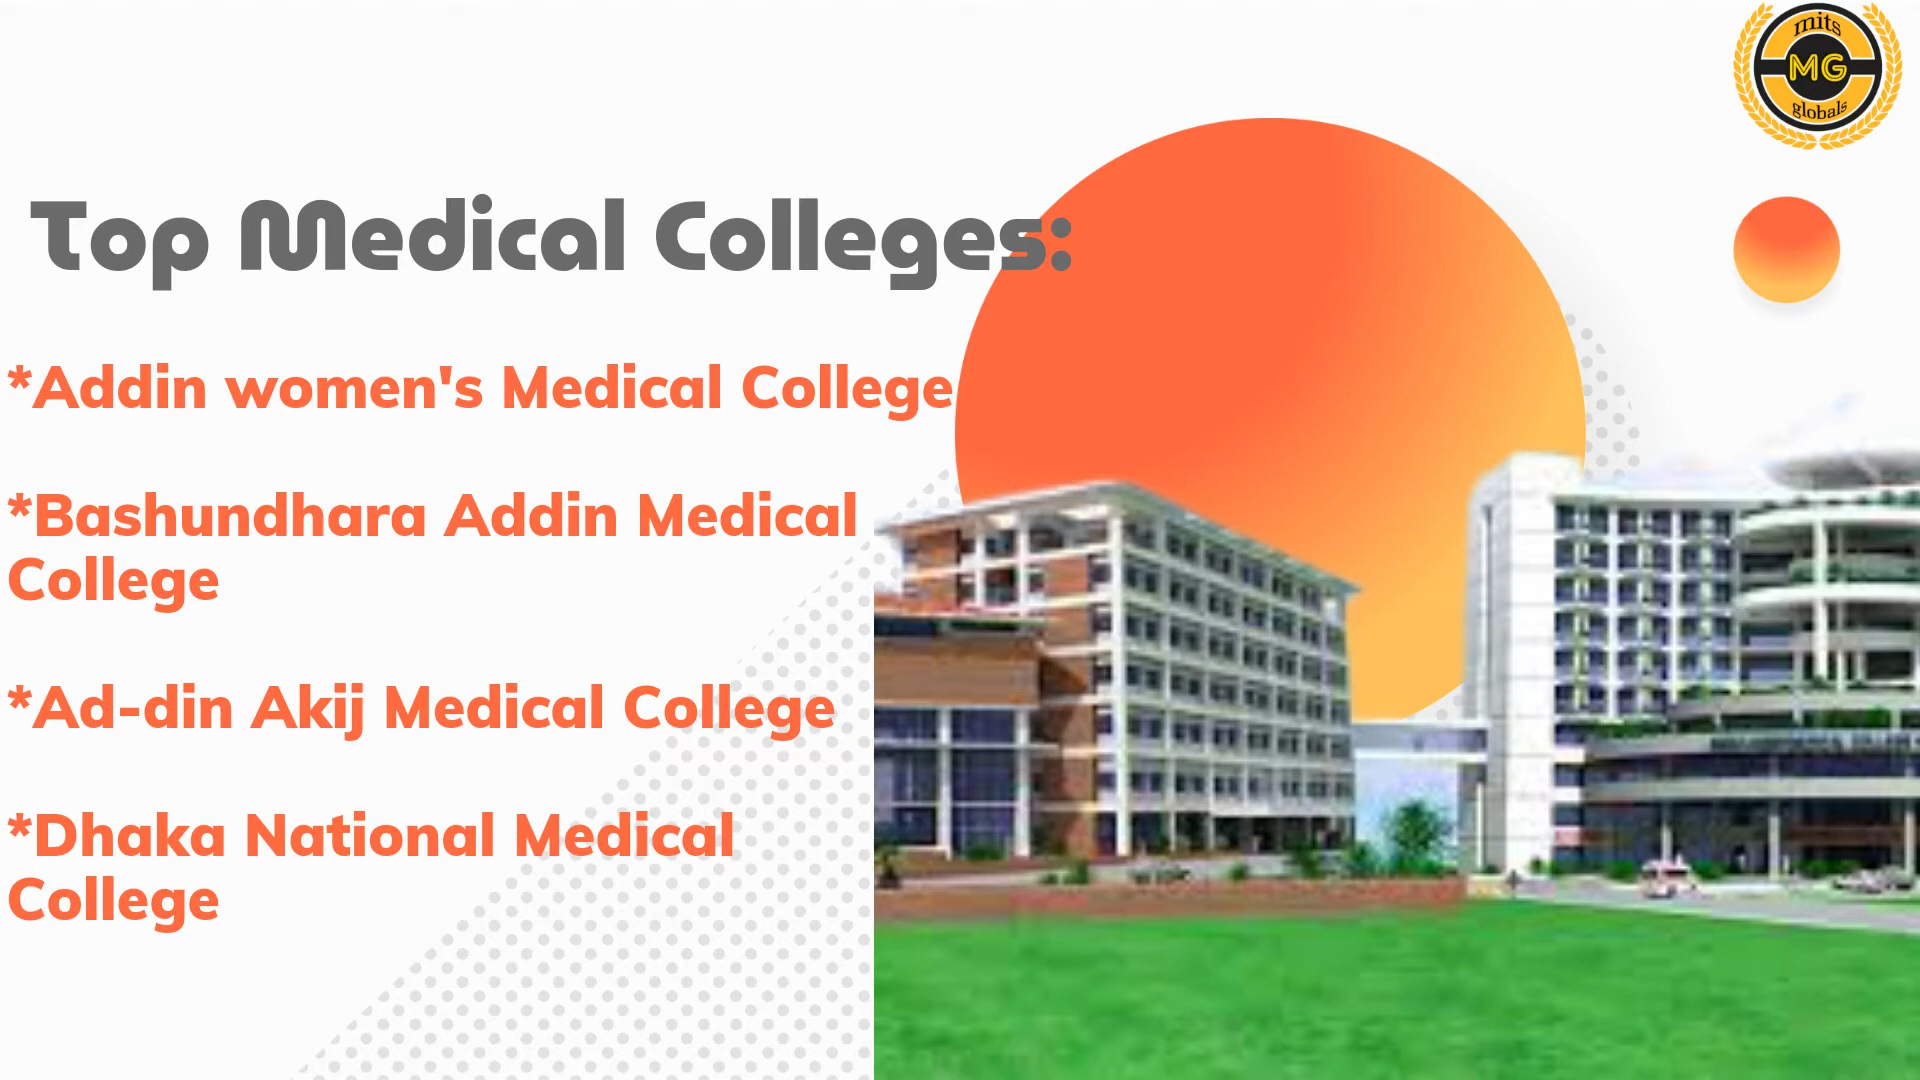 mits
MG
globals
Top Medical Colleges:
*Addin women's Medical College
*Bashundhara Addin Medical
College
*Ad-din Akij Medical College
*Dhaka National Medical
College